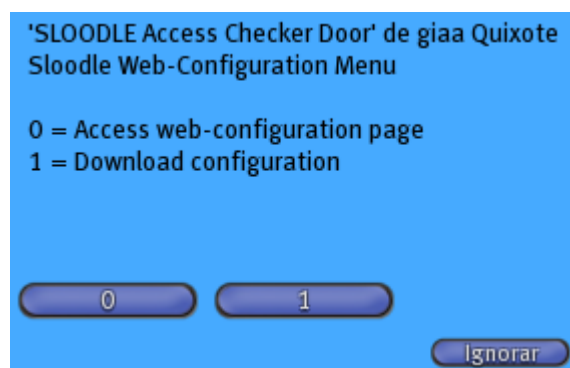 'SLOODLE Access Checker Door' de giaa Quixote
Sloodle Web-Configuration Menu
0 = Access web-configuration page
1 = Download configuration
0
1
Ignorar